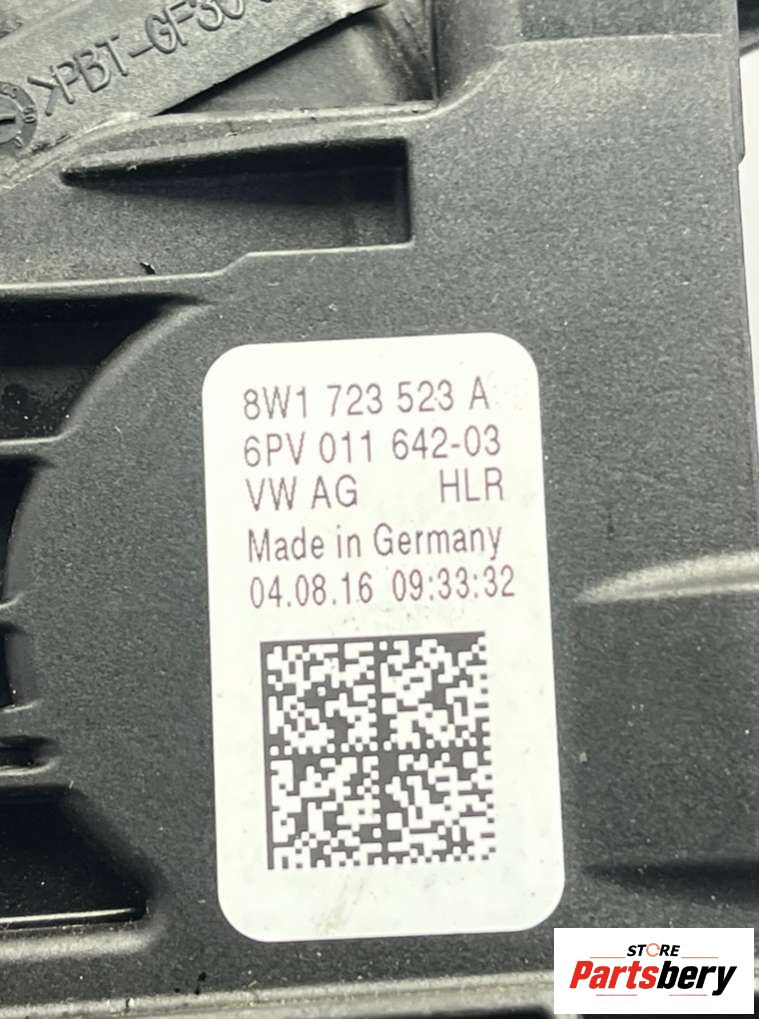 >PBT-GF30
8W1 723 523 A
6PV 011 642-03
VW AG HLR
Made in Germany
04.08.16 09:33:32
STORE
Partsbery